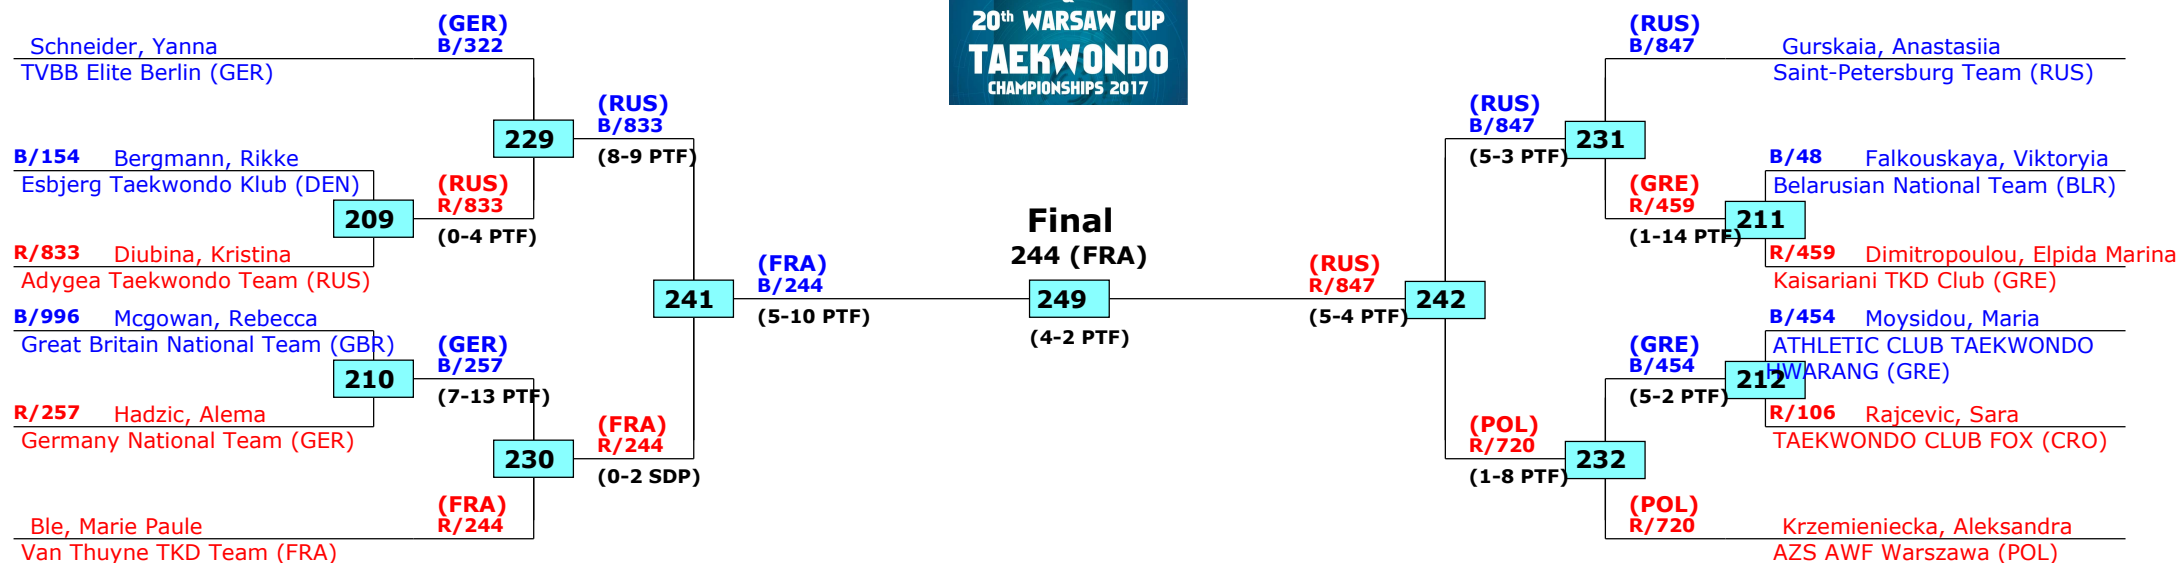 20th WARSAW CUP
TAEKWONDO
CHAMPIONSHIPS 2017
Schneider, Yanna
TVBB Elite Berlin (GER)
(GER)
B/322
B/154 Bergmann, Rikke
Esbjerg Taekwondo Klub (DEN)
209
R/833 Diubina, Kristina
Adygea Taekwondo Team (RUS)
(RUS)
R/833
(0-4 PTF)
229
(RUS)
B/833
(8-9 PTF)
B/996 Mcgowan, Rebecca
Great Britain National Team (GBR)
210
R/257 Hadzic, Alema
Germany National Team (GER)
(GER)
B/257
(7-13 PTF)
230
Ble, Marie Paule
Van Thuyne TKD Team (FRA)
(FRA)
R/244
(FRA)
R/244
(0-2 SDP)
241
(FRA)
B/244
(5-10 PTF)
Final
244 (FRA)
249
(4-2 PTF)
(RUS)
R/847
(5-4 PTF)
242
(RUS)
B/847
(5-3 PTF)
231
(RUS)
B/847
Gurskaia, Anastasiia
Saint-Petersburg Team (RUS)
(GRE)
R/459
(1-14 PTF)
211
B/48 Falkouskaya, Viktoryia
Belarusian National Team (BLR)
R/459 Dimitropoulou, Elpida Marina
Kaisariani TKD Club (GRE)
B/454 Moysidou, Maria
ATHLETIC CLUB TAEKWONDO
HWARANG (GRE)
212
(GRE)
B/454
(5-2 PTF)
R/106 Rajcevic, Sara
TAEKWONDO CLUB FOX (CRO)
(POL)
R/720
(1-8 PTF)
232
(POL)
R/720
Krzemieniecka, Aleksandra
AZS AWF Warszawa (POL)